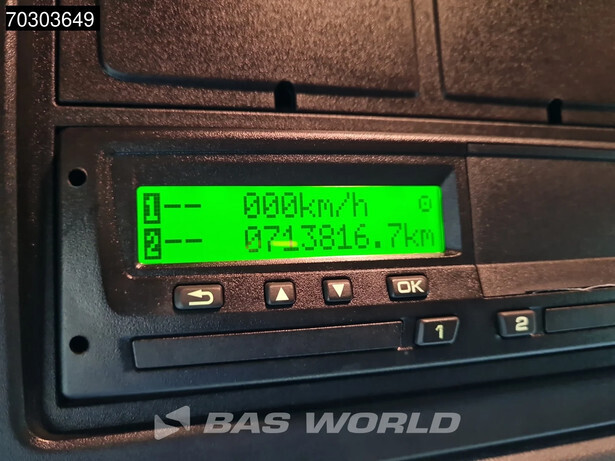 70303649
1-- 000km/h
2-- 0713816.7km
OK
1
2
BAS WORLD